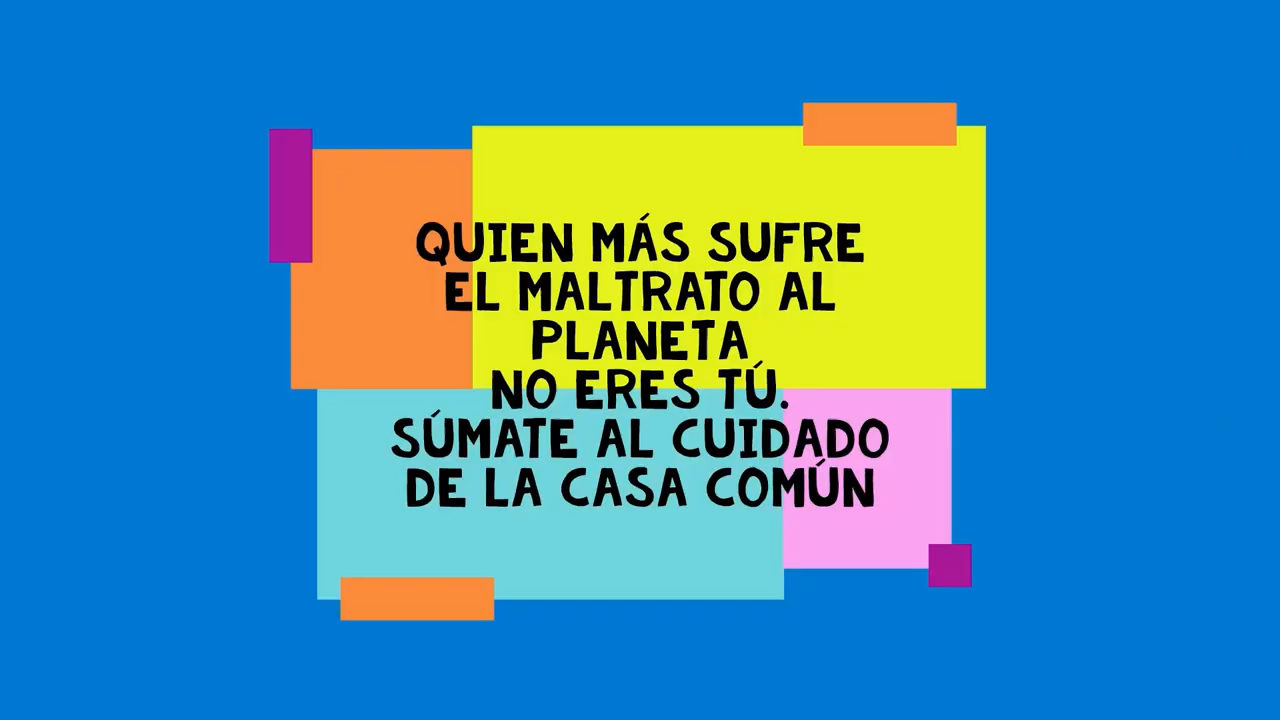 QUIEN MÁS SUFRE
EL MALTRATO AL
PLANETA
NO ERES TÚ.
SÚMATE AL CUIDADO
DE LA CASA COMÚN